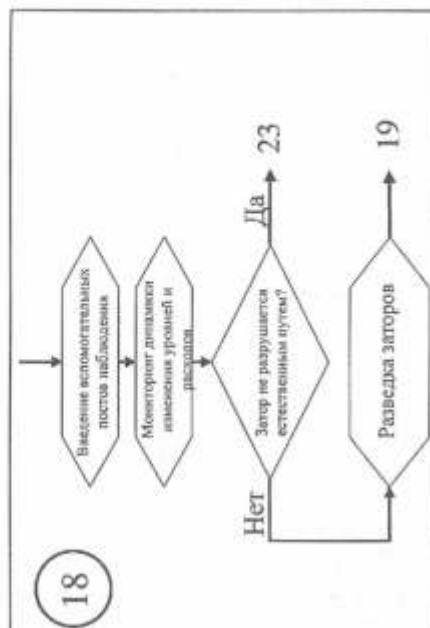 18
Введение вспомогательных
постов наблюдения
Мониторинг динамики
изменения уровней и
расходов
Затор не разрушается
естественным путем?
Да
23
Нет
Разведка заторов
19